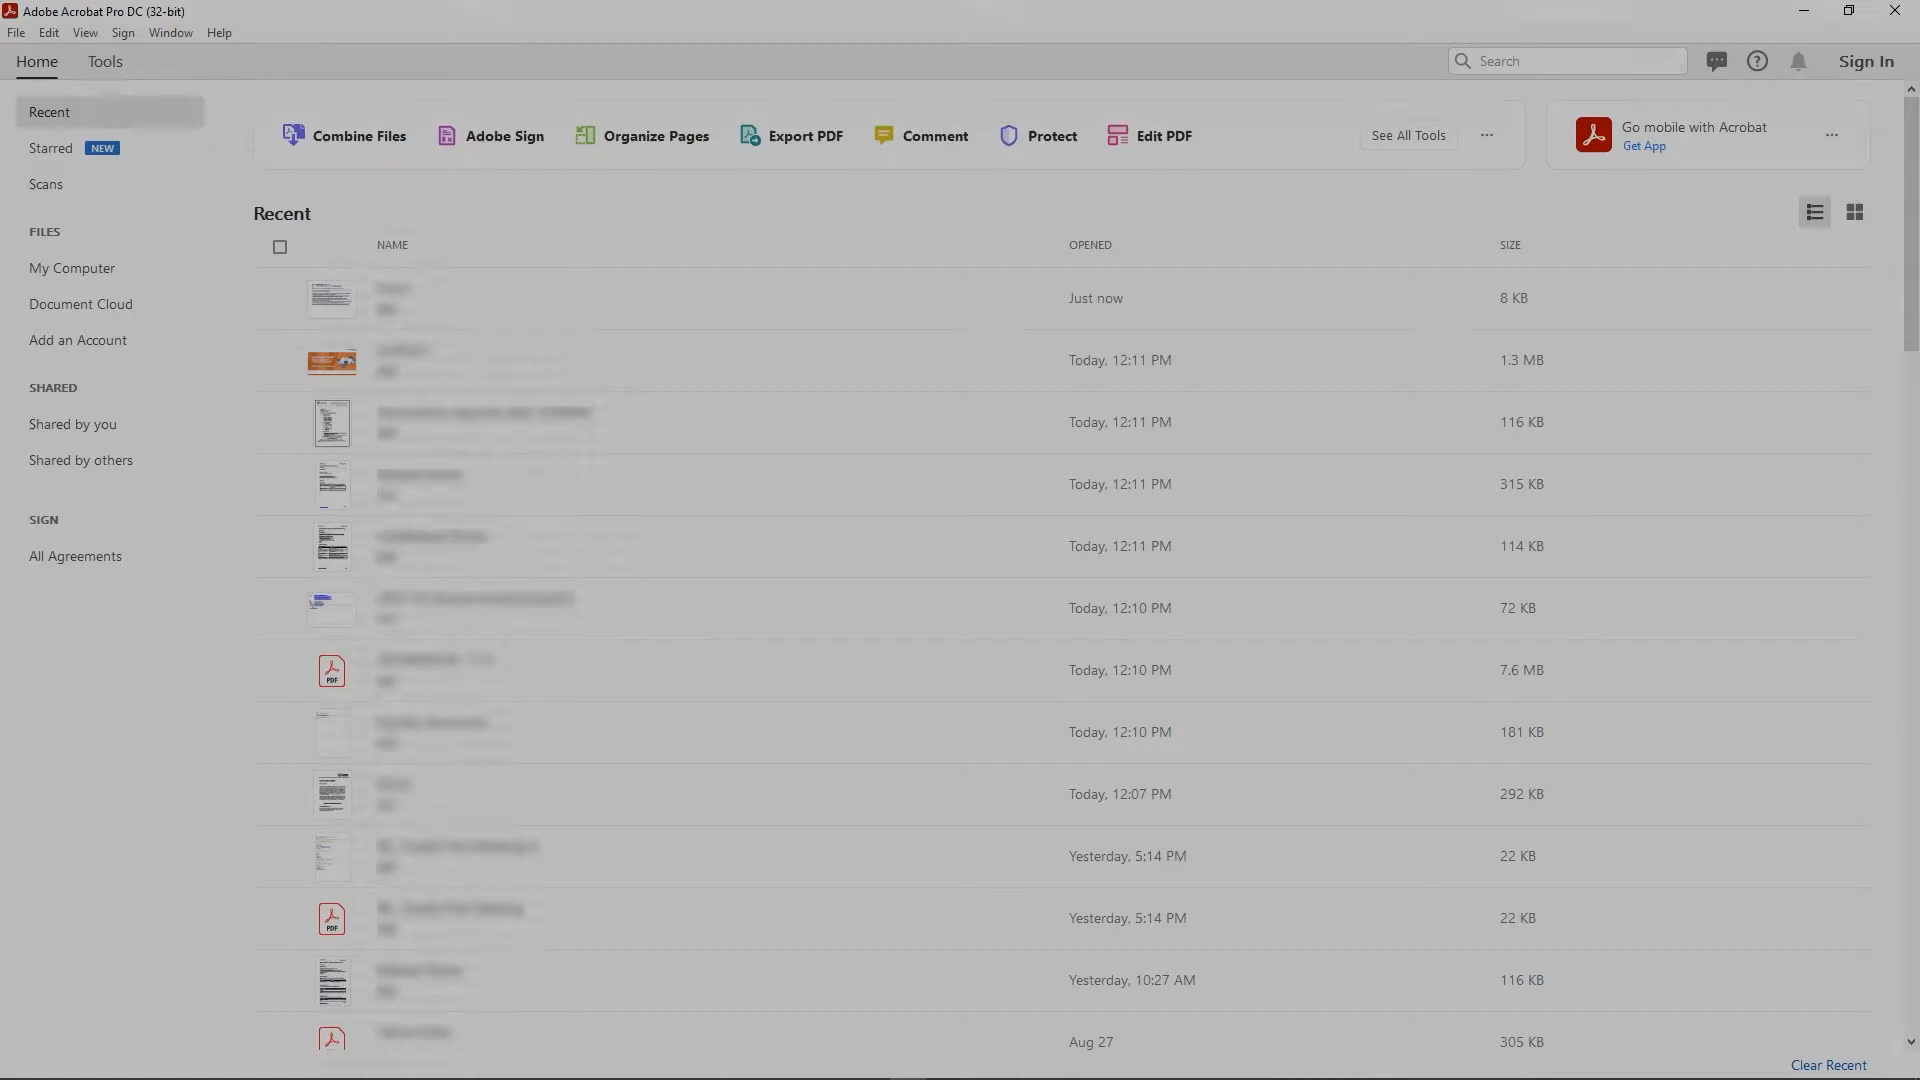 Adobe Acrobat Pro DC (32-bit)
File Edit View Sign Window Help
Home Tools Search Sign In
Recent
Starred NEW
Scans
FILES
My Computer
Document Cloud
Add an Account
SHARED
Shared by you
Shared by others
SIGN
All Agreements
Combine Files Adobe Sign Organize Pages Export PDF Comment Protect Edit PDF See All Tools
Go mobile with Acrobat
Get App
Recent
NAME OPENED SIZE
Just now 8 KB
Today, 12:11 PM 1.3 MB
Today, 12:11 PM 116 KB
Today, 12:11 PM 315 KB
Today, 12:11 PM 114 KB
Today, 12:10 PM 72 KB
PDF Today, 12:10 PM 7.6 MB
Today, 12:10 PM 181 KB
Today, 12:07 PM 292 KB
Yesterday, 5:14 PM 22 KB
PDF Yesterday, 5:14 PM 22 KB
Yesterday, 10:27 AM 116 KB
Aug 27 305 KB
Clear Recent